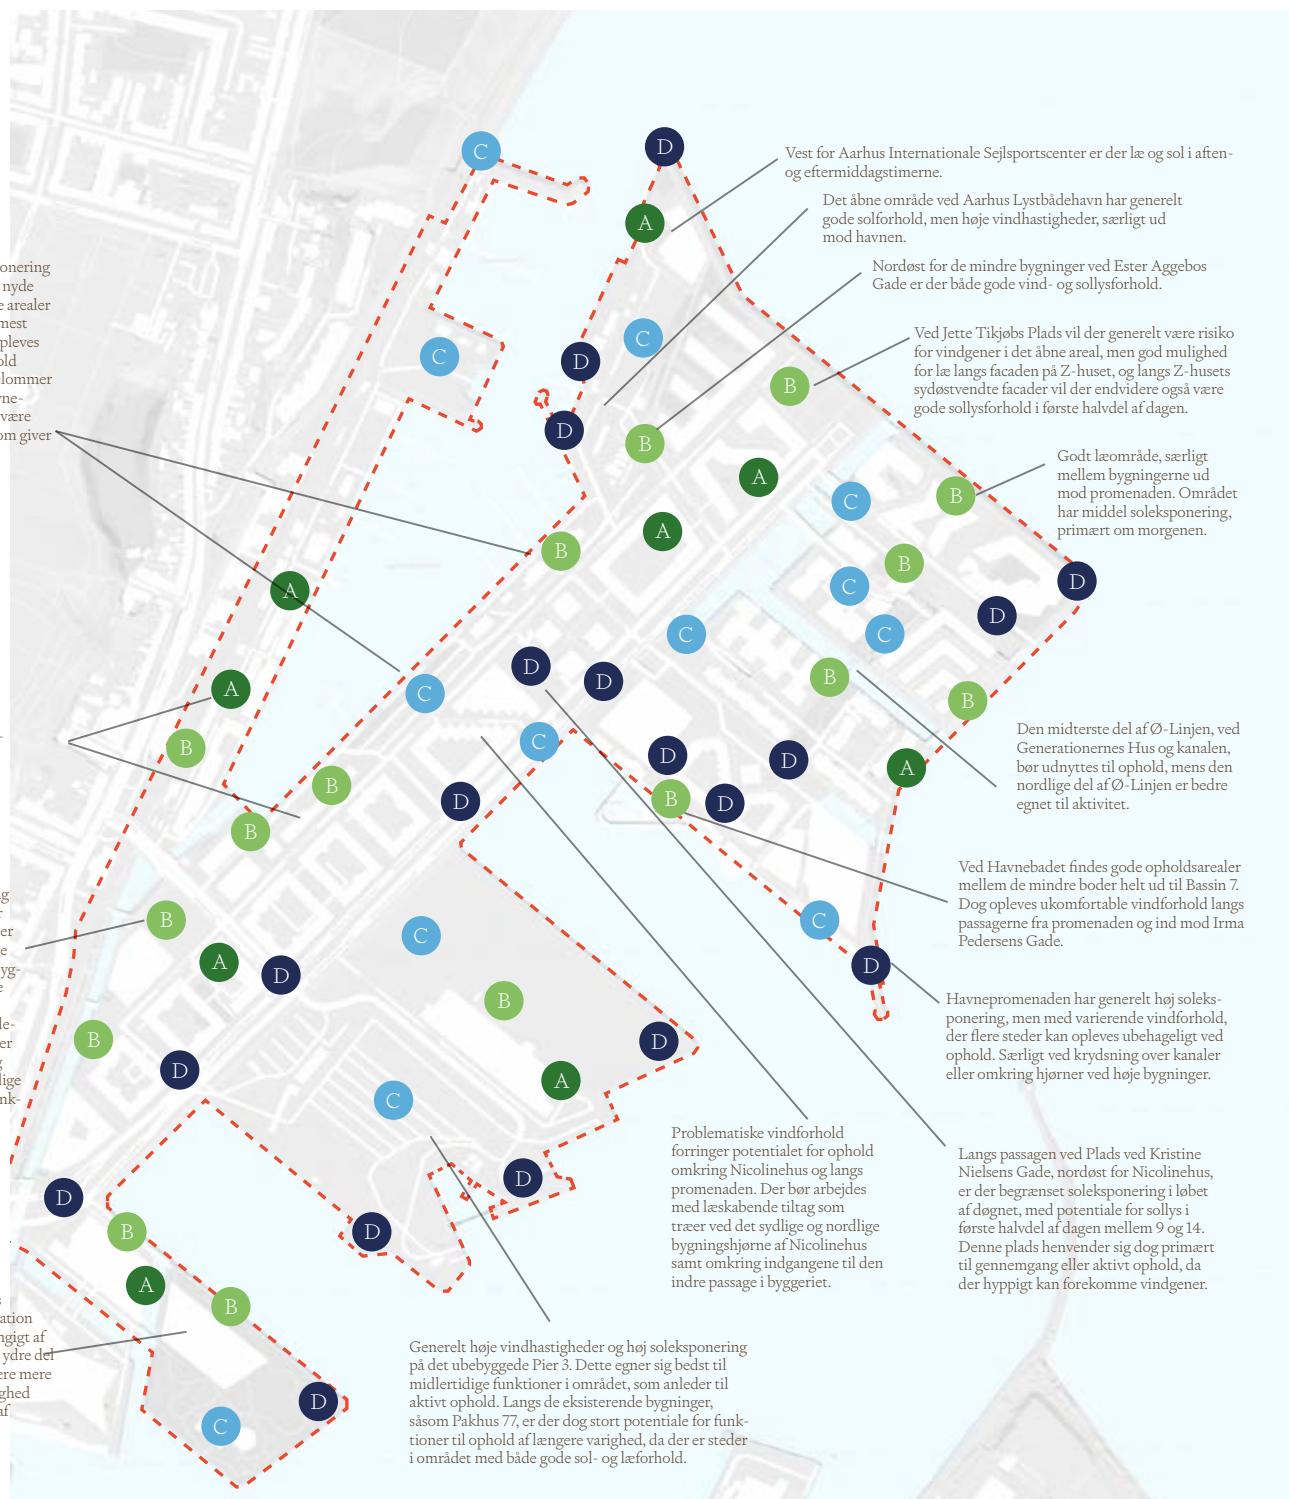 Vest for Aarhus Internationale Sejlsportscenter er der læ og sol i aften-
og eftermiddagstimerne.
Det åbne område ved Aarhus Lystbådehavn har generelt
gode solforhold, men høje vindhastigheder, særligt ud
mod havnen.
Nordøst for de mindre bygninger ved Ester Aggebos
Gade er der både gode vind- og sollysforhold.
Ved Jette Tikjøbs Plads vil der generelt være risiko
for vindgener i det åbne areal, men god mulighed
for læ langs facaden på Z-huset, og langs Z-husets
sydøstvendte facader vil der endvidere også være
gode sollysforhold i første halvdel af dagen.
Godt læområde, særligt
mellem bygningerne ud
mod promenaden. Området
har middel soleksponering,
primært om morgenen.
Den midterste del af Ø-Linjen, ved
Generationernes Hus og kanalen,
bør udnyttes til ophold, mens den
nordlige del af Ø-Linjen er bedre
egnet til aktivitet.
Ved Havnebadet findes gode opholdsarealer
mellem de mindre boder helt ud til Bassin 7.
Dog opleves ukomfortable vindforhold langs
passagerne fra promenaden og ind mod Irma
Pedersens Gade.
Havnepromenaden har generelt høj soleks-
ponering, men med varierende vindforhold,
der flere steder kan opleves ubehageligt ved
ophold. Særligt ved krydsning over kanaler
eller omkring hjørner ved høje bygninger.
Problematiske vindforhold
forringer potentialet for ophold
omkring Nicolinehus og langs
promenaden. Der bør arbejdes
med læskabende tiltag som
træer ved det sydlige og nordlige
bygningshjørne af Nicolinehus
samt omkring indgangene til den
indre passage i byggeriet.
Langs passagen ved Plads ved Kristine
Nielsens Gade, nordøst for Nicolinehus,
er der begrænset soleksponering i løbet
af døgnet, med potentiale for sollys i
første halvdel af dagen mellem 9 og 14.
Denne plads henvender sig dog primært
til gennemgang eller aktivt ophold, da
der hyppigt kan forekomme vindgener.
Generelt høje vindhastigheder og høj soleksponering
på det ubebyggede Pier 3. Dette egner sig bedst til
midlertidige funktioner i området, som anleder til
aktivt ophold. Langs de eksisterende bygninger,
såsom Pakhus 77, er der dog stort potentiale for funk-
tioner til ophold af længere varighed, da der er steder
i området med både gode sol- og læforhold.
onering
nyde
e arealer
mest
pleves
old
elommer
vne-
være
om giver
C
D
A
C
C
D
B
D
B
A
C
B
A
B
C
B
D
A
C
D
C
C
D
D
A
B
C
B
B
C
D
D
A
B
D
B
D
B
B
C
B
A
D
C
D
B
B
D
D
A
C
D
D
B
D
A
B
D
C